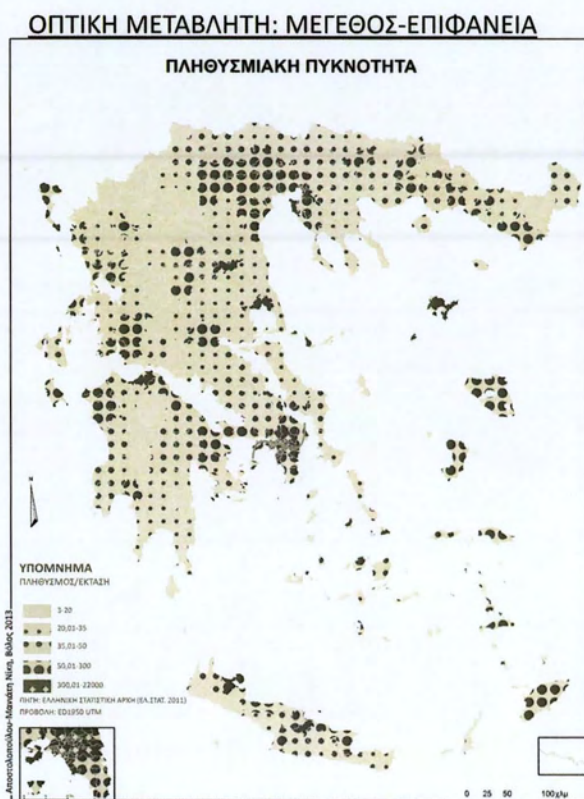 ΟΠΤΙΚΗ ΜΕΤΑΒΛΗΤΗ: ΜΕΓΕΘΟΣ-ΕΠΙΦΑΝΕΙΑ
ΠΛΗΘΥΣΜΙΑΚΗ ΠΥΚΝΟΤΗΤΑ
N
ΥΠΟΜΝΗΜΑ
ΠΛΗΘΥΣΜΟΣ/ΕΚΤΑΣΗ
3-20
20,01-35
35,01-50
50,01-300
300,01-22000
ΠΗΓΗ: ΕΛΛΗΝΙΚΗ ΣΤΑΤΙΣΤΙΚΗ ΑΡΧΗ (ΕΛ.ΣΤΑΤ. 2011)
ΠΡΟΒΟΛΗ: ED1950 UTM
Αποστολοπούλου-Μανιάτη Νίκη, Βόλος 2013
0 25 50 100χλμ